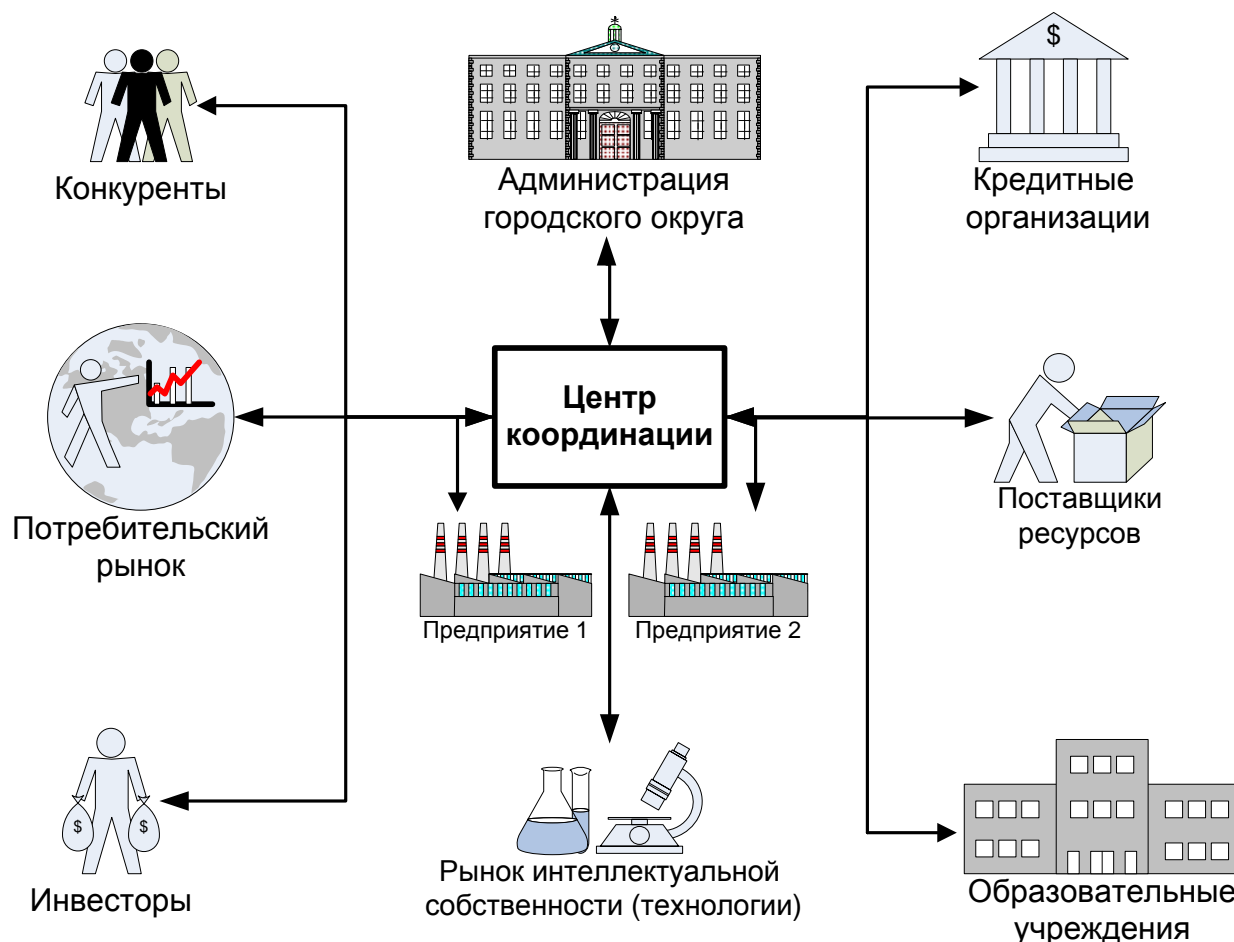 $
Конкуренты
Администрация
городского округа
Кредитные
организации
Центр
координации
Потребительский
рынок
Поставщики
ресурсов
Предприятие 1
Предприятие 2
$ $
Инвесторы
Рынок интеллектуальной
собственности (технологии)
Образовательные
учреждения